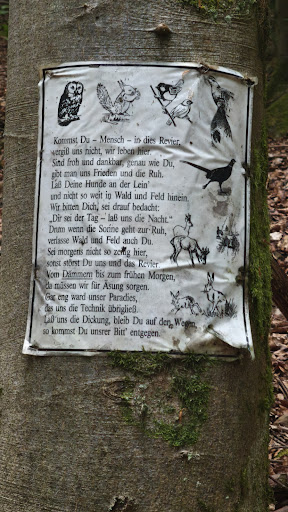 Kommst Du – Mensch – in dies Revier,
vergiß uns nicht, wir leben hier.
Sind froh und dankbar, genau wie Du,
gibt man uns Frieden und die Ruh.
Laß Deine Hunde an der Lein'
und nicht so weit in Wald und Feld hinein.
Wir bitten Dich, sei drauf bedacht:
"Dir sei der Tag – laß uns die Nacht."
Drum wenn die Sonne geht zur Ruh,
verlasse Wald und Feld auch Du.
Sei morgens nicht so zeitig hier,
sonst störst Du uns und das Revier.
Vom Dämmern bis zum frühen Morgen,
da müssen wir für Äsung sorgen.
Gar eng ward unser Paradies,
das uns die Technik übrigließ.
Laß uns die Dickung, bleib Du auf den Wegen,
so kommst Du unsrer Bitt' entgegen.